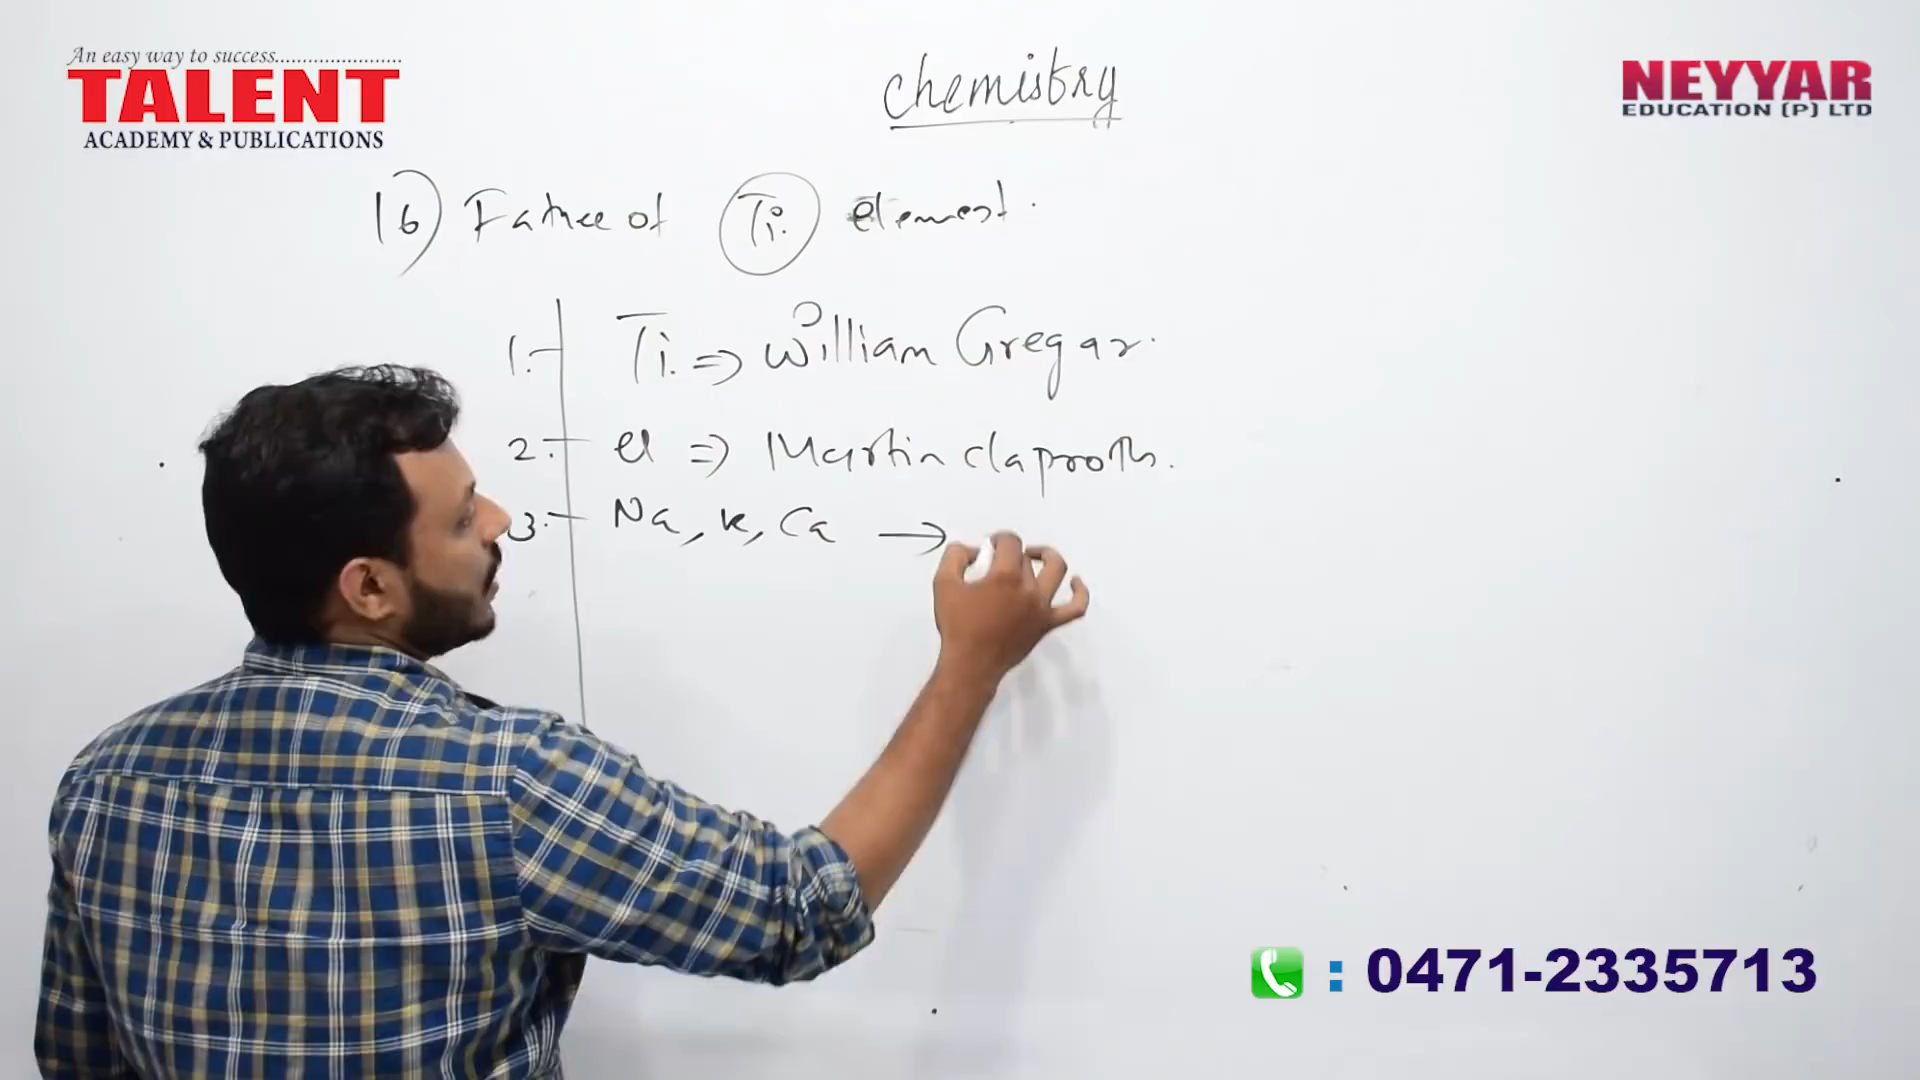 An easy way to success.......................
TALENT
ACADEMY & PUBLICATIONS
NEYYAR
EDUCATION (P) LTD
Chemistry
16) Father of Ti. element.
1. Ti. => William Gregar.
2. U => Martin claproth.
3. Na, K, Ca →
: 0471-2335713